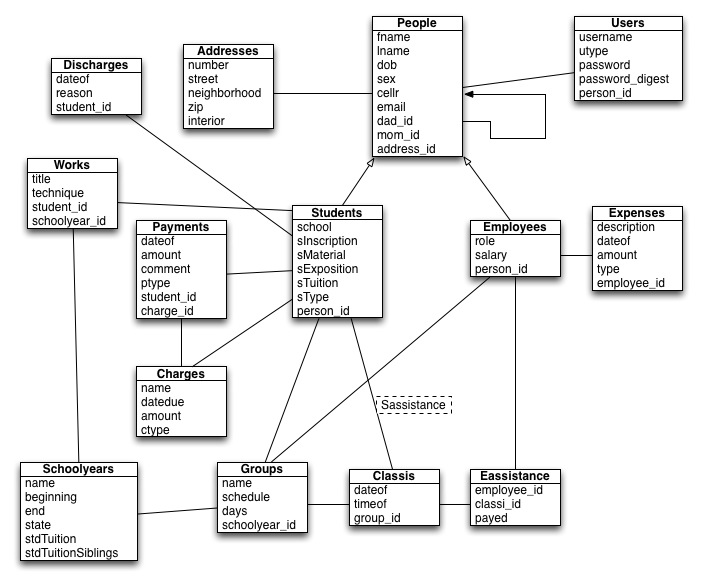 People
fname
lname
dob
sex
cellr
email
dad_id
mom_id
address_id
Users
username
utype
password
password_digest
person_id
Addresses
number
street
neighborhood
zip
interior
Discharges
dateof
reason
student_id
Works
title
technique
student_id
schoolyear_id
Students
school
sInscription
sMaterial
sExposition
sTuition
sType
person_id
Employees
role
salary
person_id
Expenses
description
dateof
amount
type
employee_id
Payments
dateof
amount
comment
ptype
student_id
charge_id
Charges
name
datedue
amount
ctype
Sassistance
Schoolyears
name
beginning
end
state
stdTuition
stdTuitionSiblings
Groups
name
schedule
days
schoolyear_id
Classis
dateof
timeof
group_id
Eassistance
employee_id
classi_id
payed